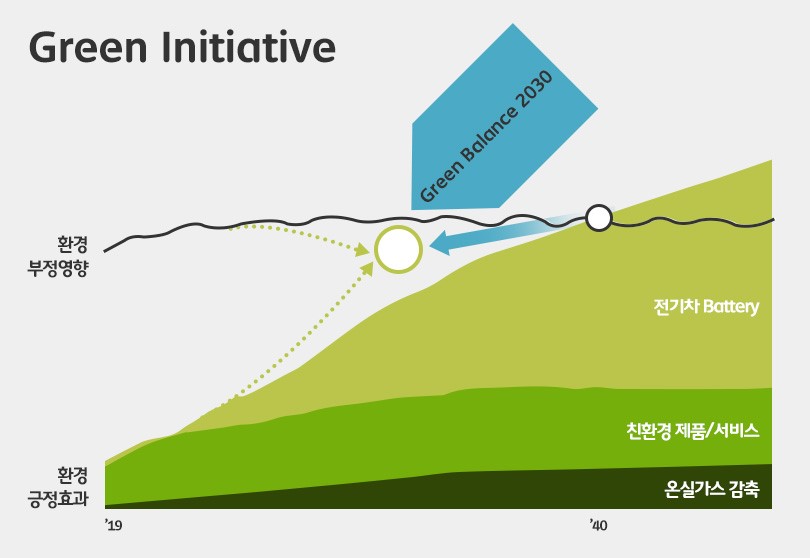 Green Initiative
Green Balance 2030
환경
부정영향
전기차 Battery
친환경 제품/서비스
환경
긍정효과
온실가스 감축
'19
'40